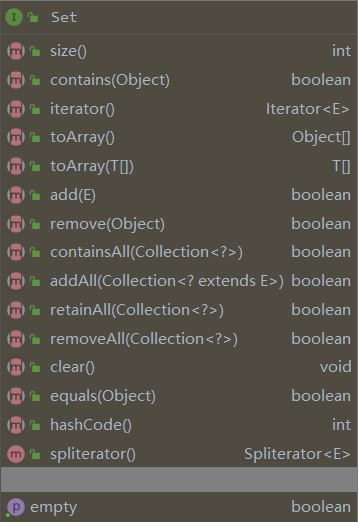 I Set
m size() int
m contains(Object) boolean
m iterator() Iterator<E>
m toArray() Object[]
m toArray(T[]) T[]
m add(E) boolean
m remove(Object) boolean
m containsAll(Collection<?>) boolean
m addAll(Collection<? extends E>) boolean
m retainAll(Collection<?>) boolean
m removeAll(Collection<?>) boolean
m clear() void
m equals(Object) boolean
m hashCode() int
m spliterator() Spliterator<E>
p empty boolean